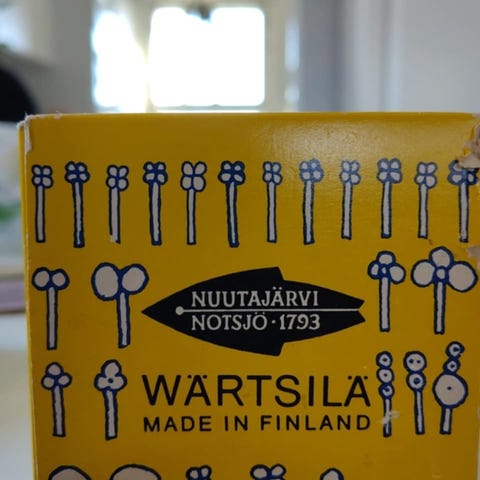 NUUTAJÄRVI
NOTSJÖ · 1793
WÄRTSILÄ
MADE IN FINLAND